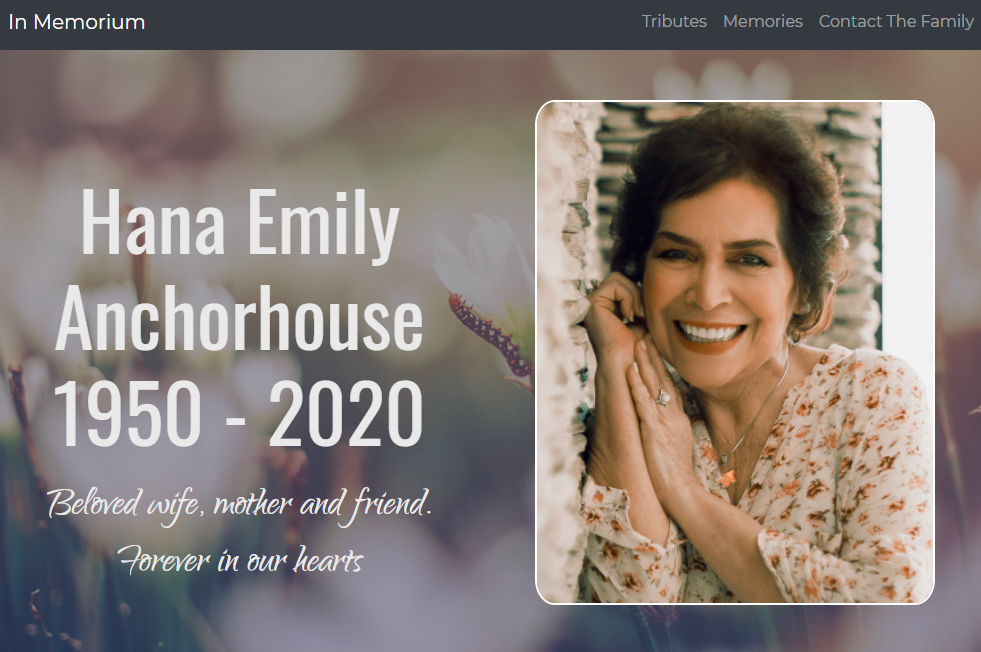 In Memorium
Tributes Memories Contact The Family
Hana Emily
Anchorhouse
1950 - 2020
Beloved wife, mother and friend.
Forever in our hearts